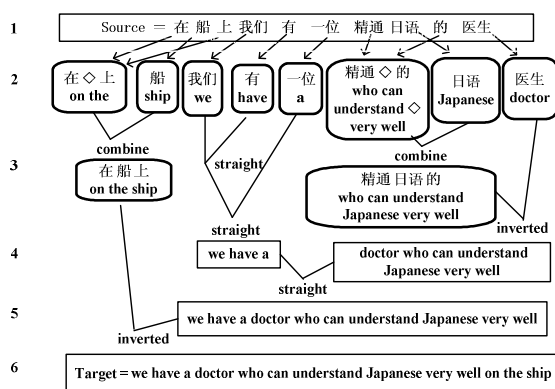 1 Source = 在 船 上 我们 有 一位 精通 日语 的 医生
2
在◇上
on the
船
ship
我们
we
有
have
一位
a
精通◇的
who can
understand ◇
very well
日语
Japanese
医生
doctor
combine
straight
combine
3
在船上
on the ship
精通日语的
who can understand
Japanese very well
straight
inverted
4
we have a
doctor who can understand
Japanese very well
straight
5
we have a doctor who can understand Japanese very well
inverted
6 Target = we have a doctor who can understand Japanese very well on the ship